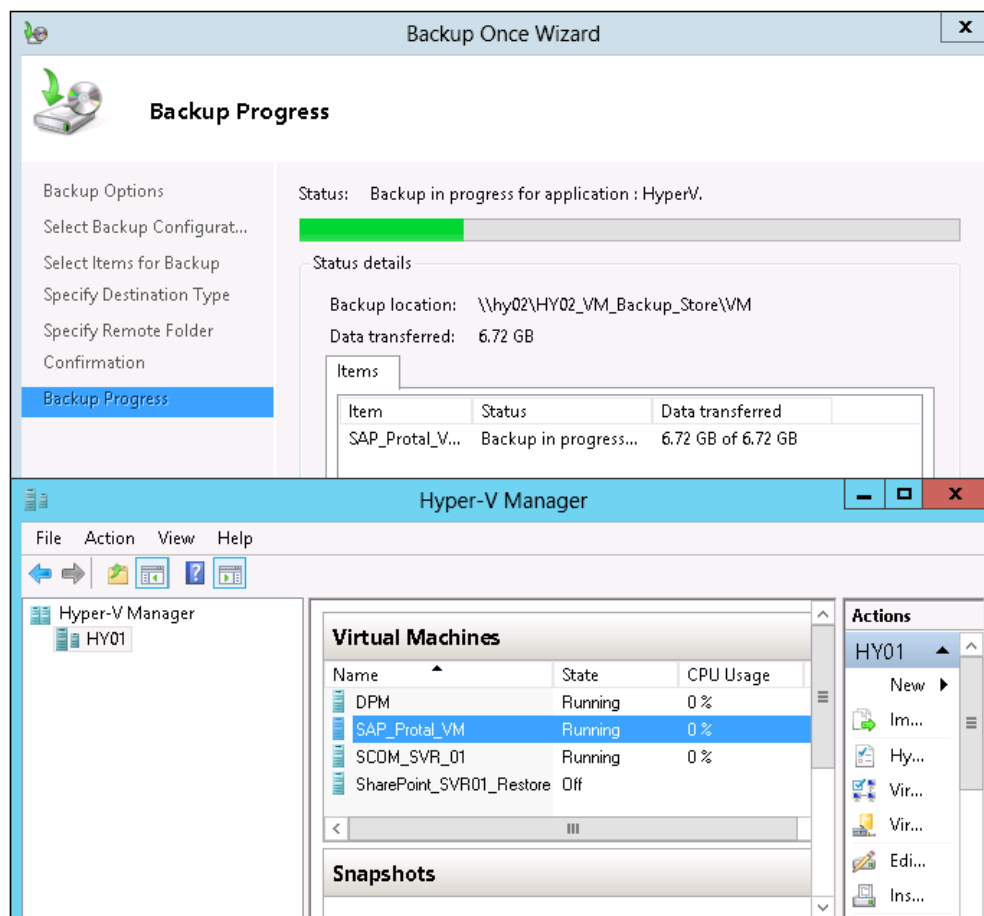 Backup Once Wizard
x
Backup Progress
Backup Options
Select Backup Configurat...
Select Items for Backup
Specify Destination Type
Specify Remote Folder
Confirmation
Backup Progress
Status: Backup in progress for application : HyperV.
Status details
Backup location: \\hy02\HY02_VM_Backup_Store\VM
Data transferred: 6.72 GB
Items
Item Status Data transferred
SAP_Protal_V... Backup in progress... 6.72 GB of 6.72 GB
Hyper-V Manager
x
File Action View Help
Hyper-V Manager
HY01
Virtual Machines
Name State CPU Usage
DPM Running 0 %
SAP_Protal_VM Running 0 %
SCOM_SVR_01 Running 0 %
SharePoint_SVR01_Restore Off
Snapshots
Actions
HY01
New
Im...
Hy...
Vir...
Vir...
Edi...
Ins...